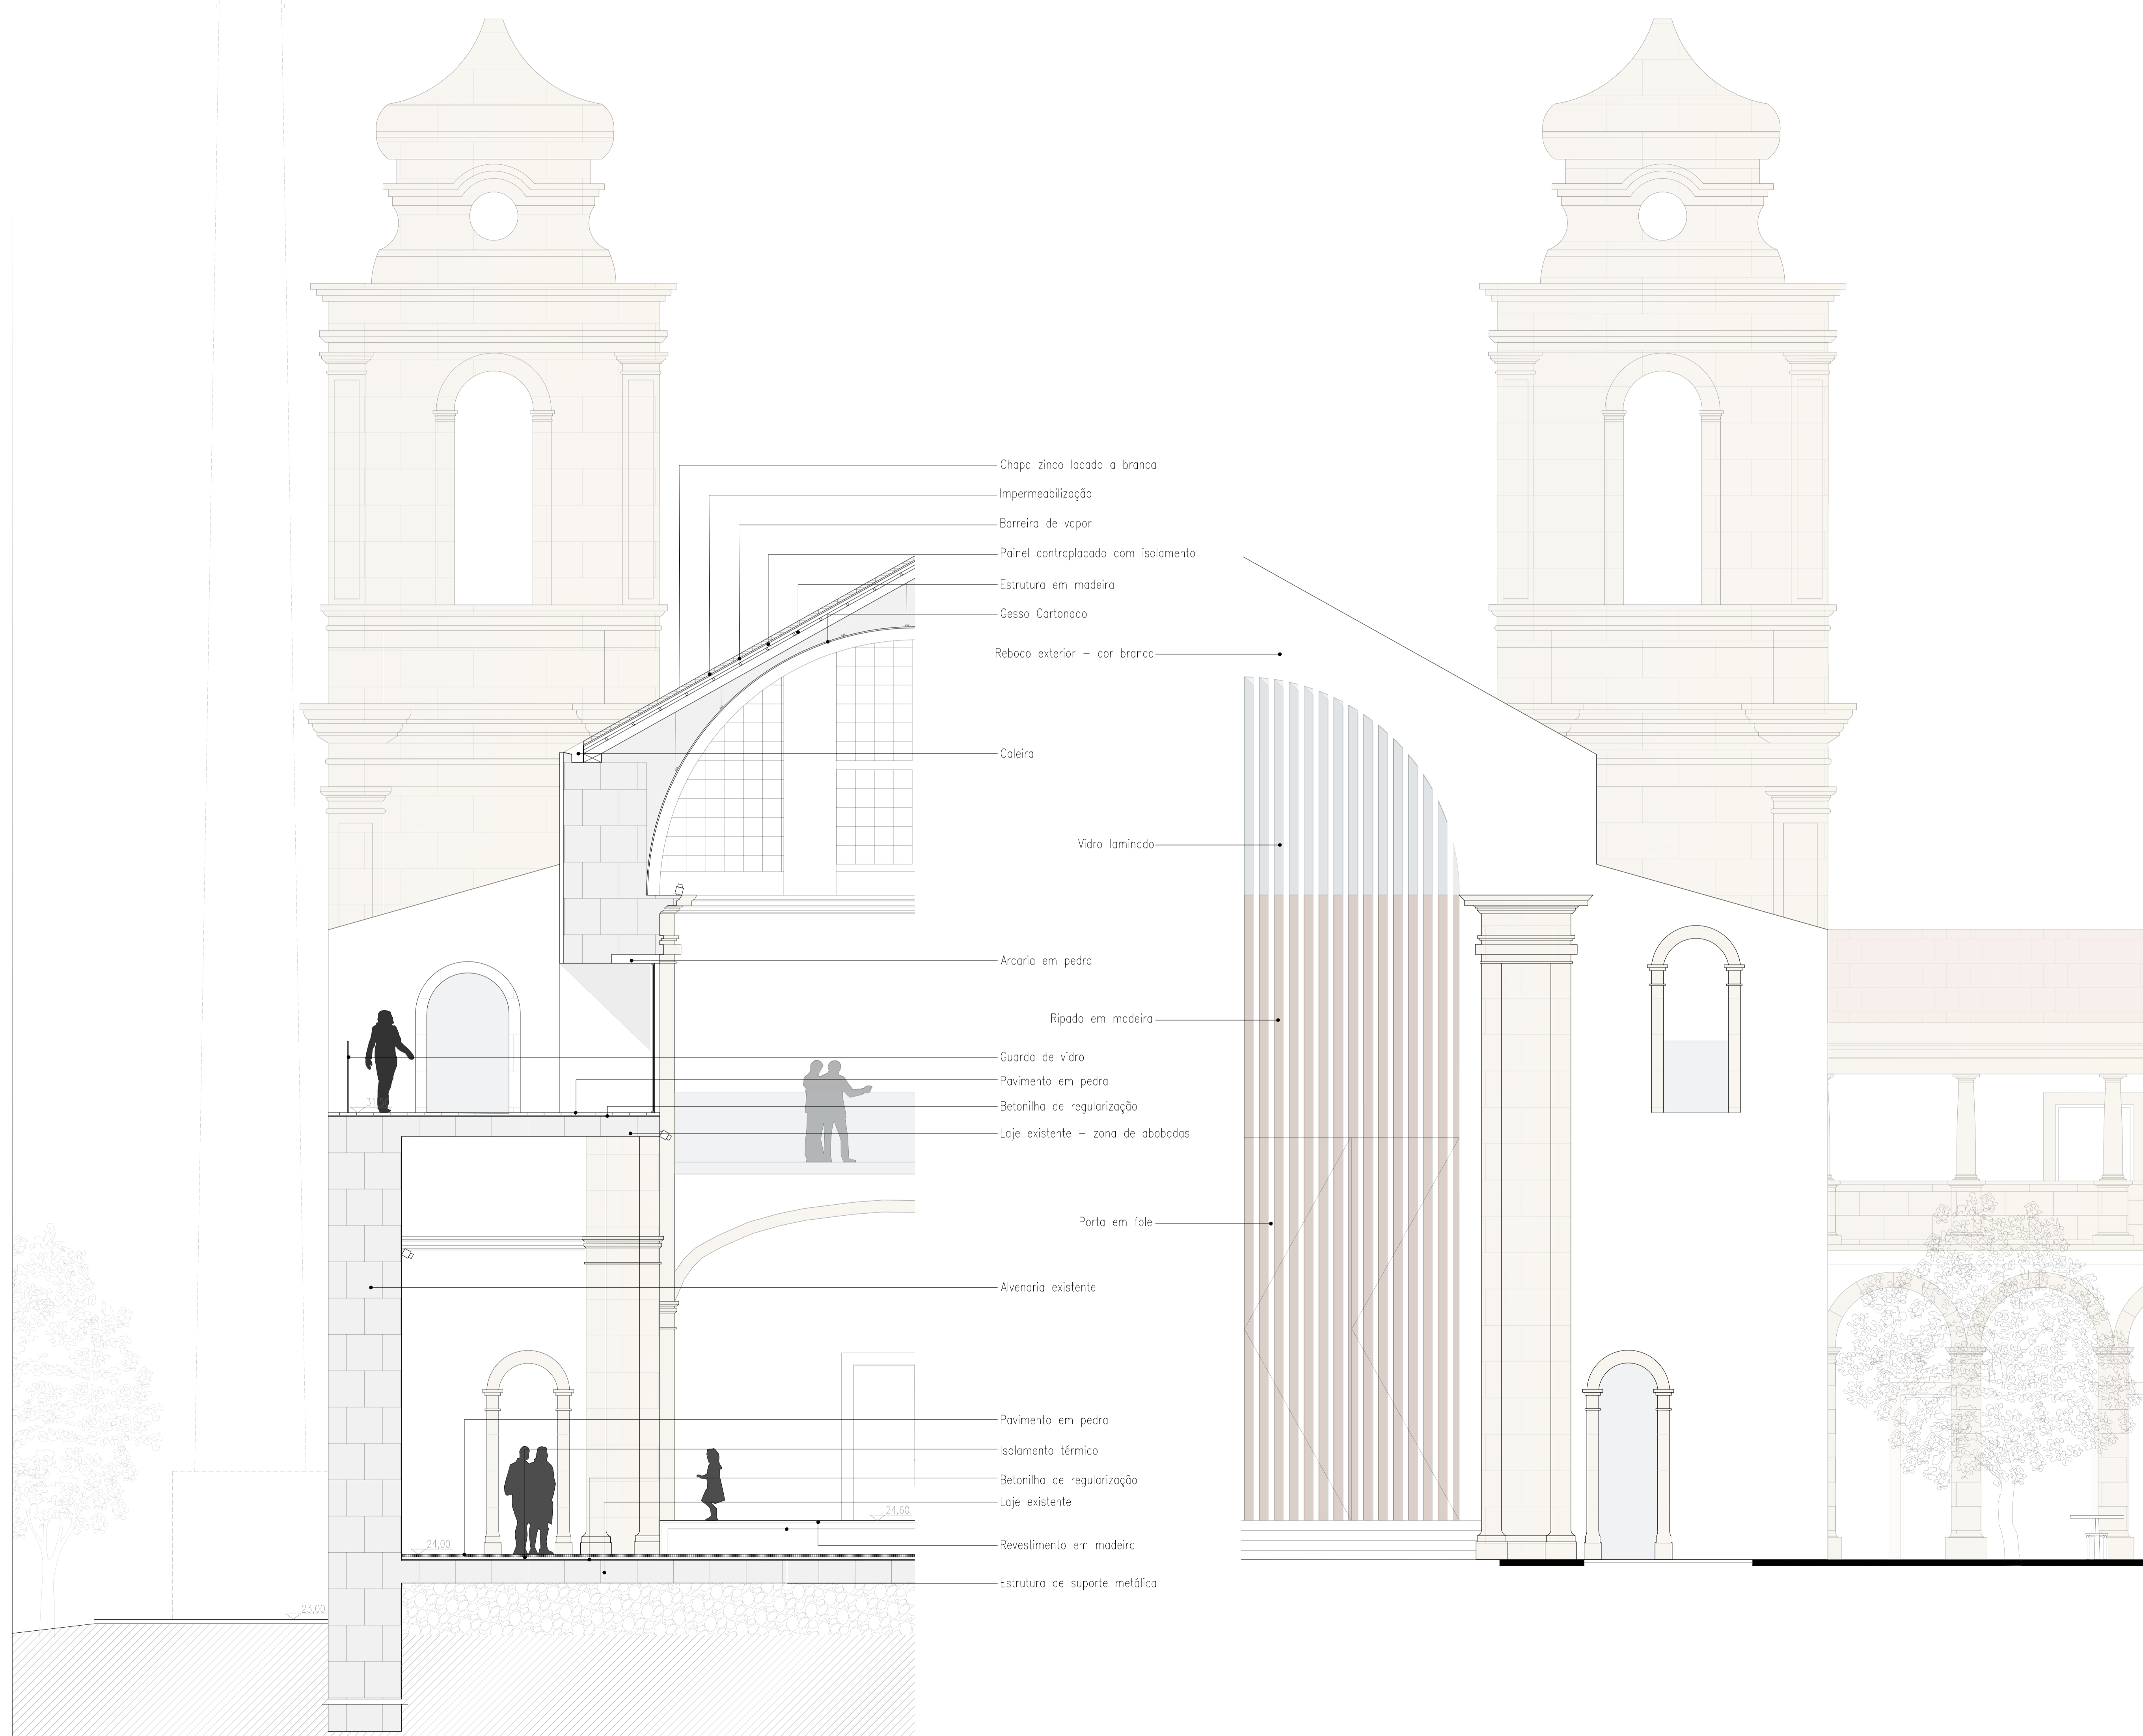 Chapa zinco lacado a branca
Impermeabilização
Barreira de vapor
Painel contraplacado com isolamento
Estrutura em madeira
Gesso Cartonado
Reboco exterior - cor branca
Caleira
Vidro laminado
Arcaria em pedra
Ripado em madeira
Guarda de vidro
Pavimento em pedra
Betonilha de regularização
Laje existente - zona de abobadas
Porta em fole
Alvenaria existente
Pavimento em pedra
Isolamento térmico
Betonilha de regularização
Laje existente
24,60
24,00
Revestimento em madeira
Estrutura de suporte metálica
23,00